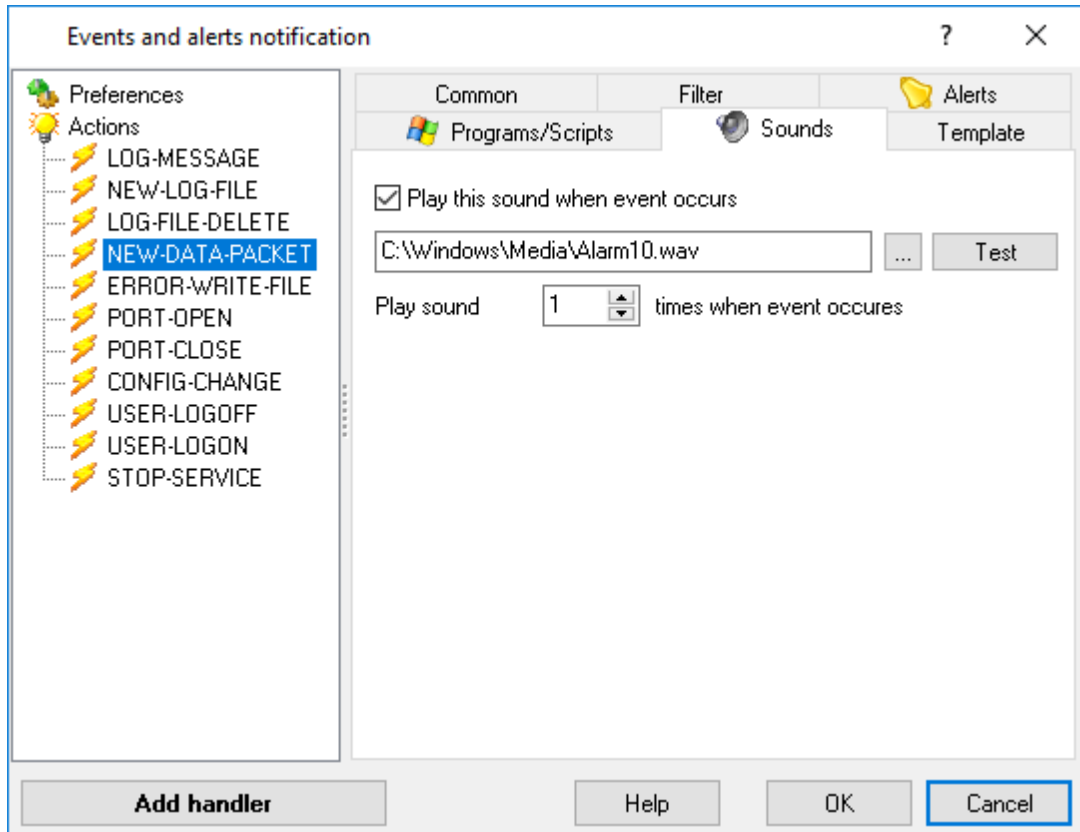 Events and alerts notification
?
Preferences
Actions
LOG-MESSAGE
NEW-LOG-FILE
LOG-FILE-DELETE
NEW-DATA-PACKET
ERROR-WRITE-FILE
PORT-OPEN
PORT-CLOSE
CONFIG-CHANGE
USER-LOGOFF
USER-LOGON
STOP-SERVICE
Common Filter Alerts
Programs/Scripts Sounds Template
Play this sound when event occurs
C:\Windows\Media\Alarm10.wav ... Test
Play sound 1 times when event occures
Add handler Help OK Cancel